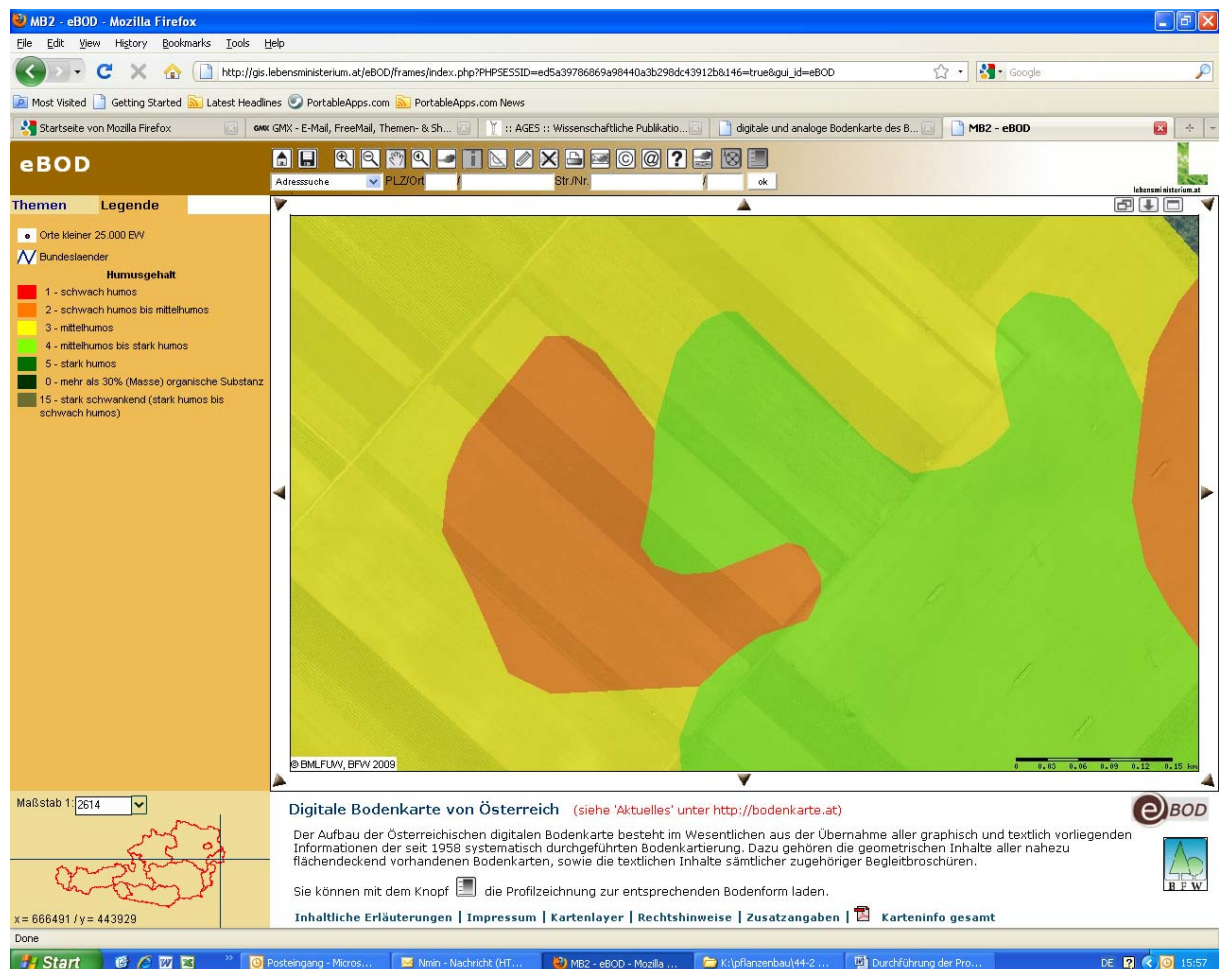 MB2 - eBOD - Mozilla Firefox
File Edit View History Bookmarks Tools Help
http://gis.lebensministerium.at/eBOD/frames/index.php?PHPSESSID=ed5a39786869a98440a3b298dc43912b&146=true&gui_id=eBOD
Google
Most Visited Getting Started Latest Headlines PortableApps.com PortableApps.com News
Startseite von Mozilla Firefox
GMX GMX - E-Mail, FreeMail, Themen- & Sh...
:: AGES :: Wissenschaftliche Publikatio...
digitale und analoge Bodenkarte des B...
MB2 - eBOD
eBOD
Adresssuche PLZ/Ort / Str./Nr. / ok
lebensministerium.at
Themen Legende
Orte kleiner 25.000 EW
Bundeslaender
Humusgehalt
1 - schwach humos
2 - schwach humos bis mittelhumos
3 - mittelhumos
4 - mittelhumos bis stark humos
5 - stark humos
0 - mehr als 30% (Masse) organische Substanz
15 - stark schwankend (stark humos bis
schwach humos)
© BMLFUW, BFW 2009
0 0.03 0.06 0.09 0.12 0.15 km
Maßstab 1: 2614
x = 666491 / y = 443929
Digitale Bodenkarte von Österreich (siehe 'Aktuelles' unter http://bodenkarte.at)
eBOD
Der Aufbau der Österreichischen digitalen Bodenkarte besteht im Wesentlichen aus der Übernahme aller graphisch und textlich vorliegenden
Informationen der seit 1958 systematisch durchgeführten Bodenkartierung. Dazu gehören die geometrischen Inhalte aller nahezu
flächendeckend vorhandenen Bodenkarten, sowie die textlichen Inhalte sämtlicher zugehöriger Begleitbroschüren.
Sie können mit dem Knopf die Profilzeichnung zur entsprechenden Bodenform laden.
BFW
Inhaltliche Erläuterungen | Impressum | Kartenlayer | Rechtshinweise | Zusatzangaben | Karteninfo gesamt
Done
Start
Posteingang - Micros...
Nmin - Nachricht (HT...
MB2 - eBOD - Mozilla ...
K:\pflanzenbau\44-2 ...
Durchführung der Pro...
DE 15:57